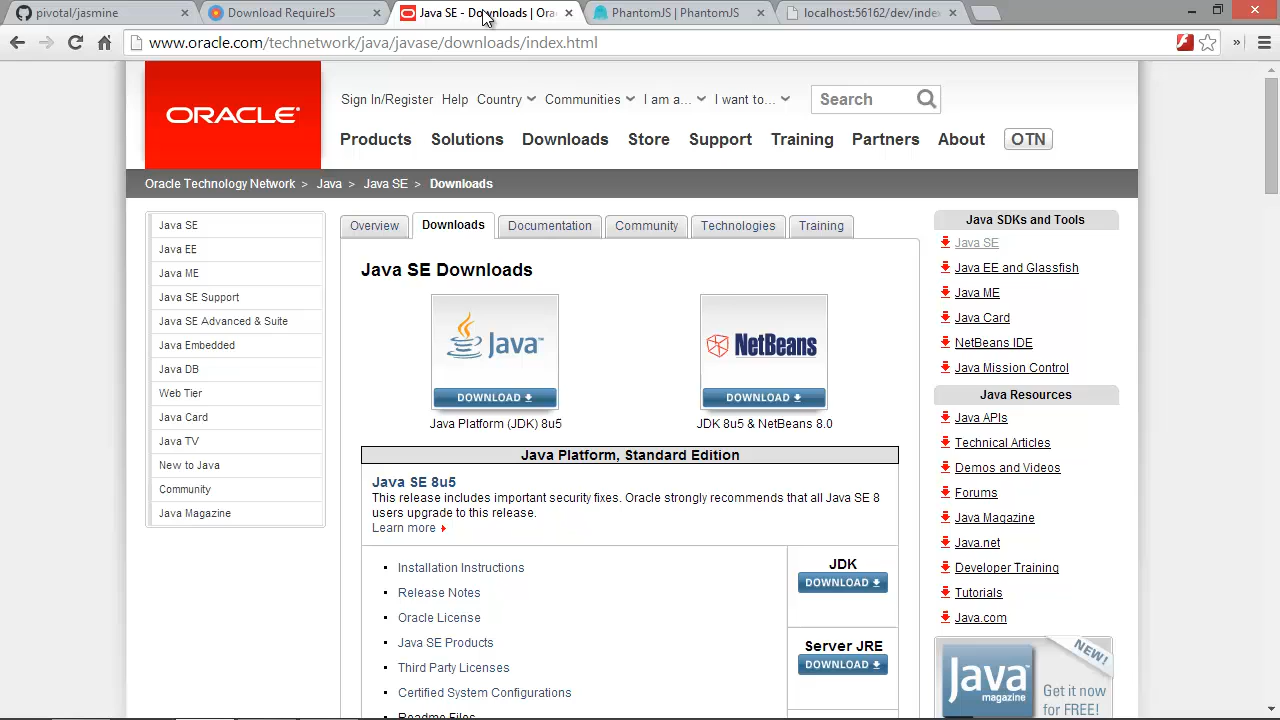 pivotal/jasmine
Download RequireJS
Java SE - Downloads | Ora
PhantomJS | PhantomJS
localhost:56162/dev/index
www.oracle.com/technetwork/java/javase/downloads/index.html
ORACLE
Sign In/Register Help Country Communities I am a... I want to... Search
Products Solutions Downloads Store Support Training Partners About OTN
Oracle Technology Network > Java > Java SE > Downloads
Java SE
Java EE
Java ME
Java SE Support
Java SE Advanced & Suite
Java Embedded
Java DB
Web Tier
Java Card
Java TV
New to Java
Community
Java Magazine
Overview Downloads Documentation Community Technologies Training
Java SE Downloads
Java
DOWNLOAD
Java Platform (JDK) 8u5
NetBeans
DOWNLOAD
JDK 8u5 & NetBeans 8.0
Java Platform, Standard Edition
Java SE 8u5
This release includes important security fixes. Oracle strongly recommends that all Java SE 8
users upgrade to this release.
Learn more
Installation Instructions
Release Notes
Oracle License
Java SE Products
Third Party Licenses
Certified System Configurations
Readme Files
JDK
DOWNLOAD
Server JRE
DOWNLOAD
Java SDKs and Tools
Java SE
Java EE and Glassfish
Java ME
Java Card
NetBeans IDE
Java Mission Control
Java Resources
Java APIs
Technical Articles
Demos and Videos
Forums
Java Magazine
Java.net
Developer Training
Tutorials
Java.com
NEW!
Java
magazine
Get it now
for FREE!